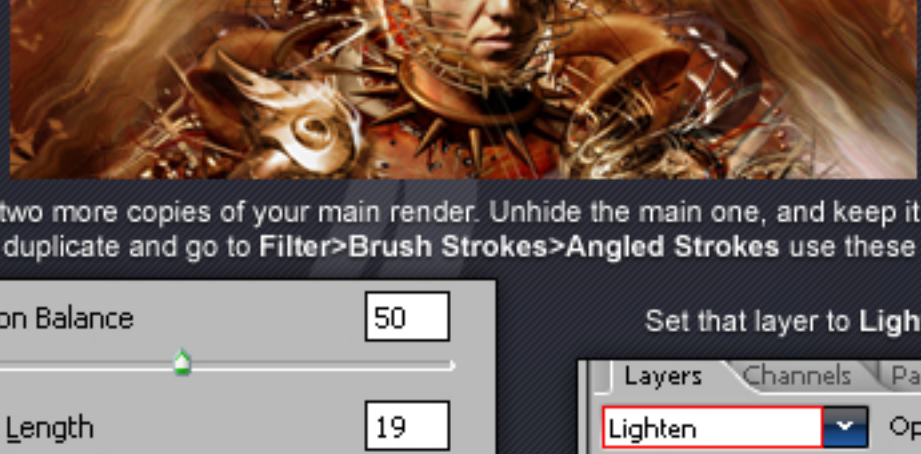 two more copies of your main render. Unhide the main one, and keep it
duplicate and go to Filter>Brush Strokes>Angled Strokes use these
on Balance 50
Set that layer to Ligh
Layers Channels Pa
Length 19
Lighten Op